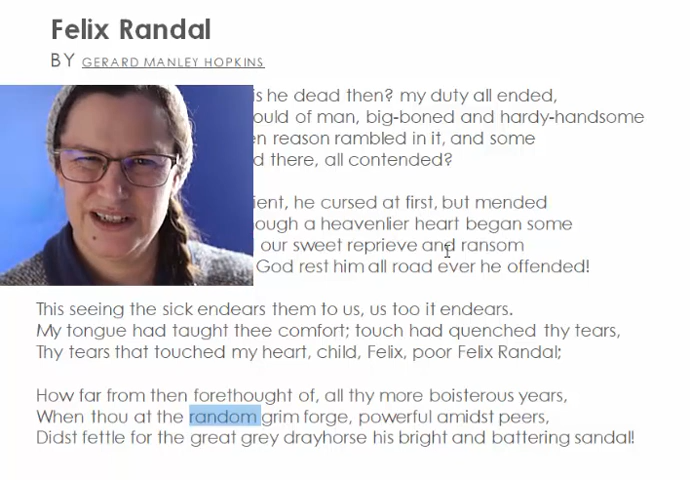 Felix Randal
BY GERARD MANLEY HOPKINS
is he dead then? my duty all ended,
ould of man, big-boned and hardy-handsome
en reason rambled in it, and some
d there, all contended?
ient, he cursed at first, but mended
ough a heavenlier heart began some
our sweet reprieve and ransom
God rest him all road ever he offended!
This seeing the sick endears them to us, us too it endears.
My tongue had taught thee comfort; touch had quenched thy tears,
Thy tears that touched my heart, child, Felix, poor Felix Randal;
How far from then forethought of, all thy more boisterous years,
When thou at the random grim forge, powerful amidst peers,
Didst fettle for the great grey drayhorse his bright and battering sandal!